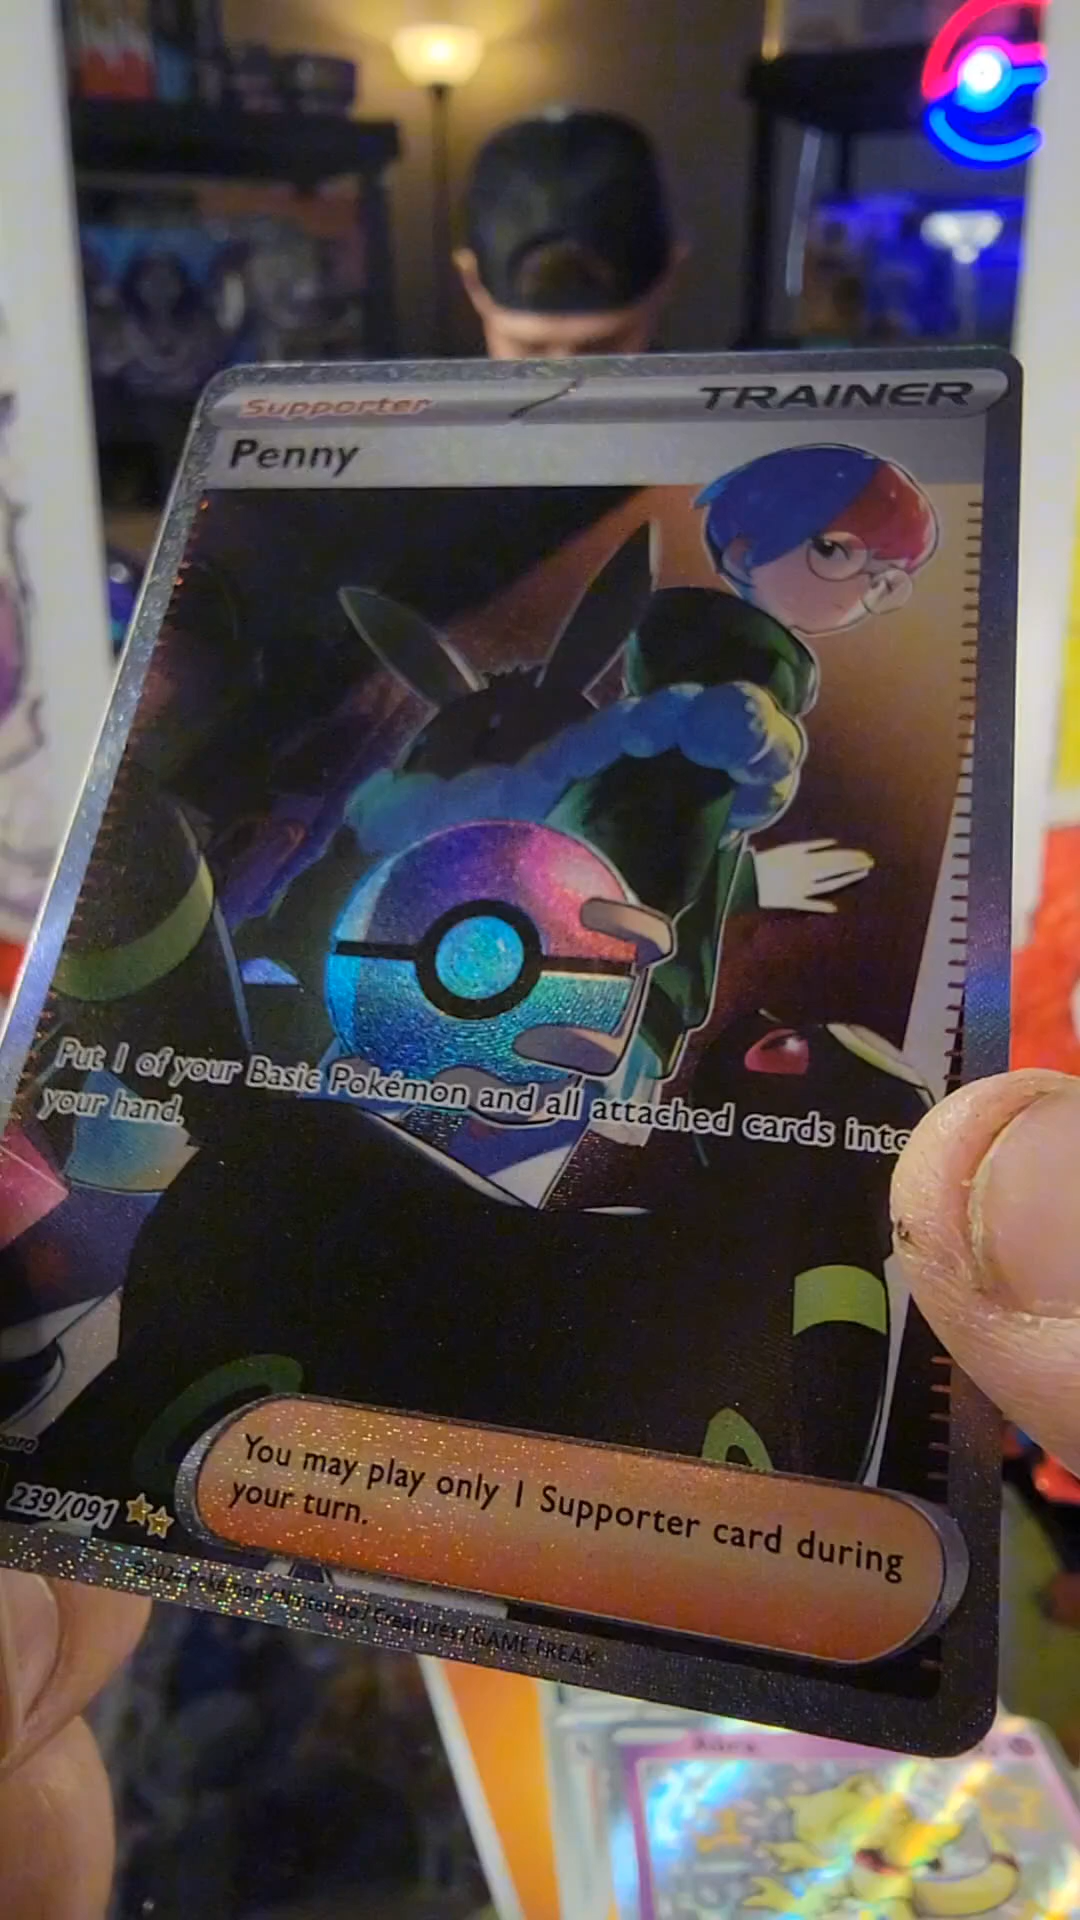 Supporter
TRAINER
Penny
Put 1 of your Basic Pokémon and all attached cards into
your hand.
You may play only 1 Supporter card during
your turn.
239/091
Pokémon / Nintendo / Creatures / GAME FREAK